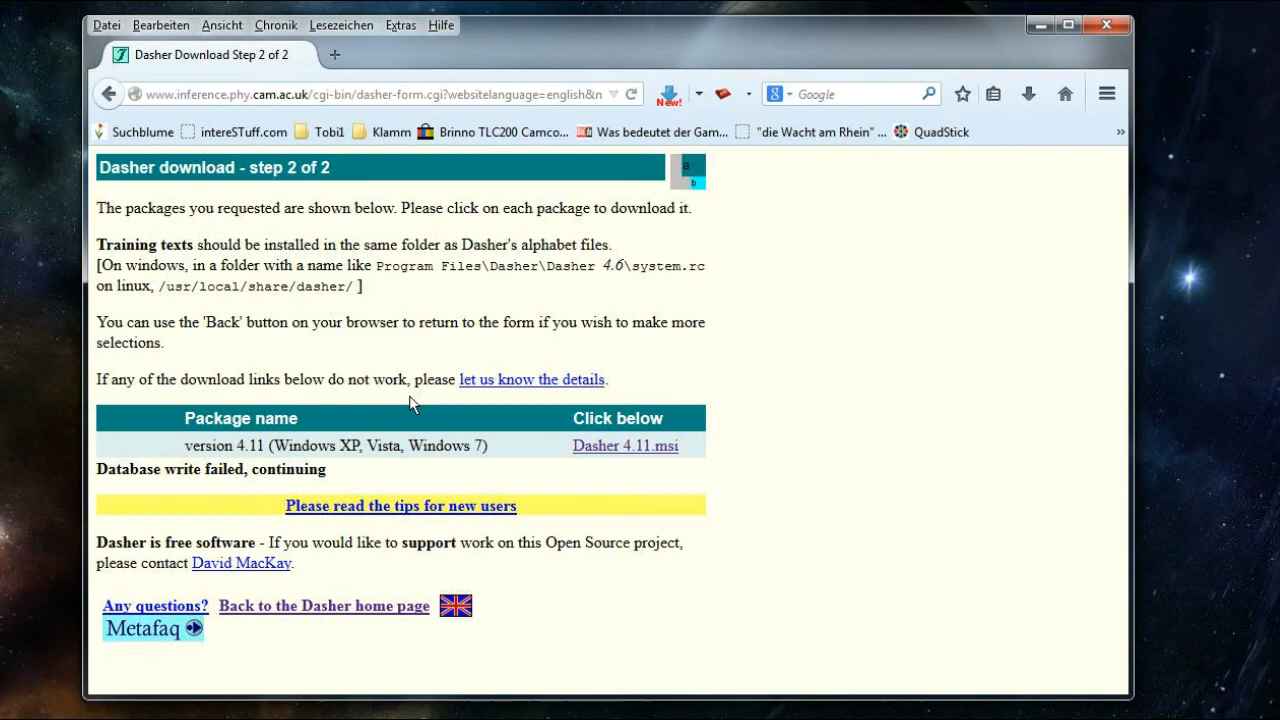 Datei Bearbeiten Ansicht Chronik Lesezeichen Extras Hilfe
Dasher Download Step 2 of 2
www.inference.phy.cam.ac.uk/cgi-bin/dasher-form.cgi?websitelanguage=english&n
New!
8 Google
Suchblume intereSTuff.com Tobi1 Klamm Brinno TLC200 Camco... Was bedeutet der Gam... "die Wacht am Rhein" ... QuadStick »
Dasher download - step 2 of 2
a
b
The packages you requested are shown below. Please click on each package to download it.
Training texts should be installed in the same folder as Dasher's alphabet files.
[On windows, in a folder with a name like Program Files\Dasher\Dasher 4.6\system.rc
on linux, /usr/local/share/dasher/ ]
You can use the 'Back' button on your browser to return to the form if you wish to make more
selections.
If any of the download links below do not work, please let us know the details.
Package name Click below
version 4.11 (Windows XP, Vista, Windows 7) Dasher 4.11.msi
Database write failed, continuing
Please read the tips for new users
Dasher is free software - If you would like to support work on this Open Source project,
please contact David MacKay.
Any questions? Back to the Dasher home page
Metafaq